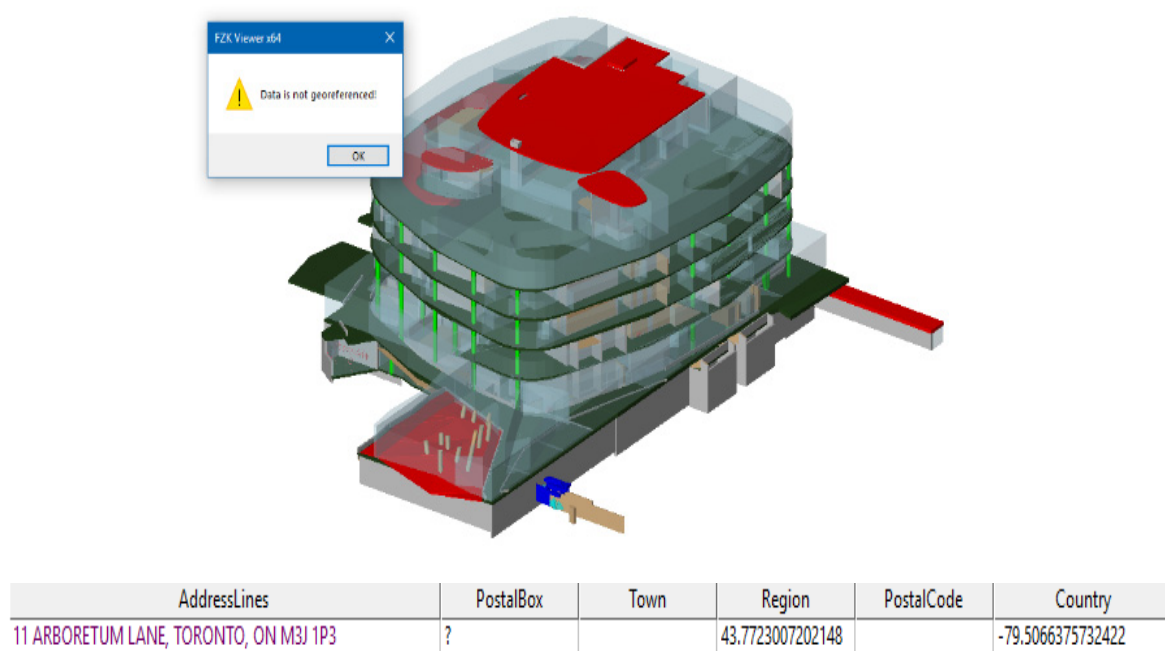 FZK Viewer x64
Data is not georeferenced!
OK
AddressLines PostalBox Town Region PostalCode Country
11 ARBORETUM LANE, TORONTO, ON M3J 1P3 ? 43.7723007202148 -79.5066375732422